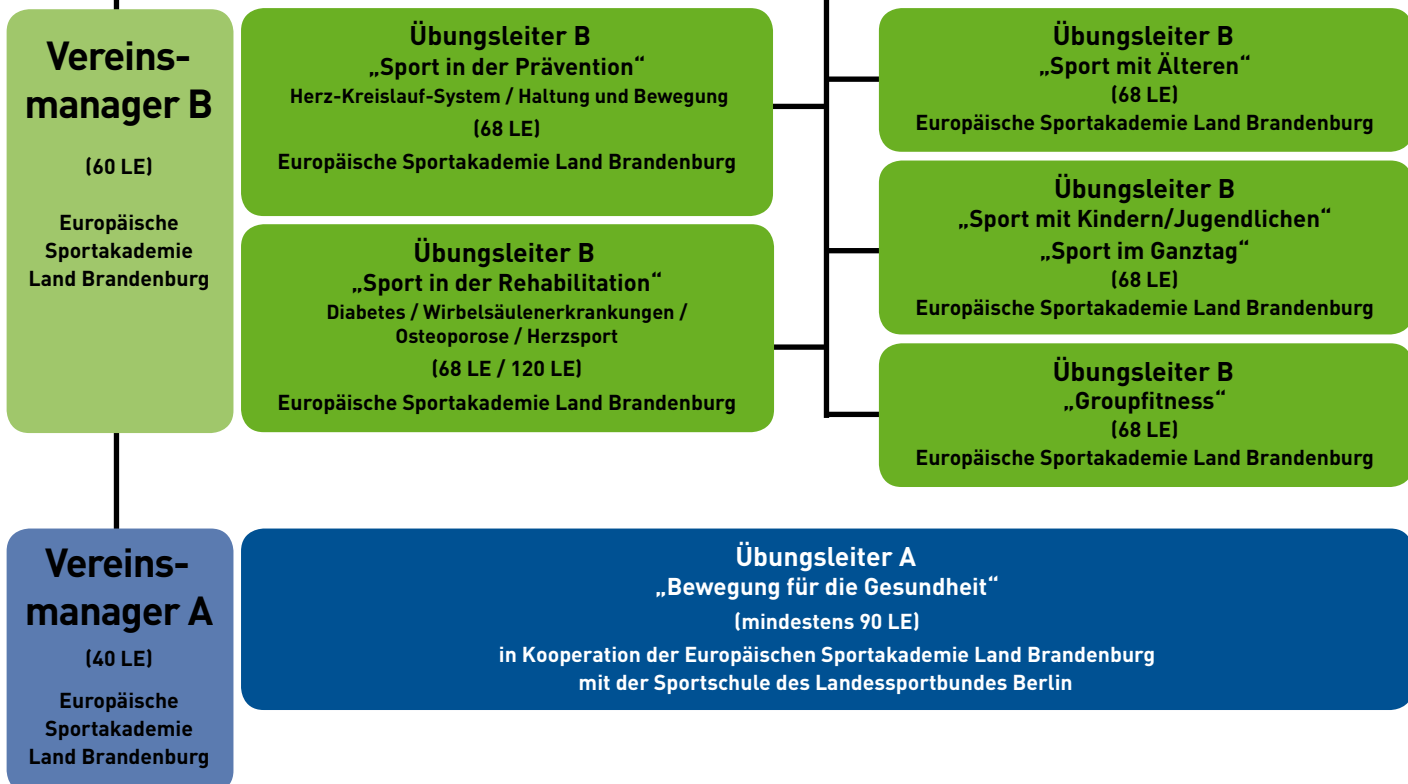 Vereins-
manager B
(60 LE)
Europäische
Sportakademie
Land Brandenburg
Übungsleiter B
„Sport in der Prävention“
Herz-Kreislauf-System / Haltung und Bewegung
(68 LE)
Europäische Sportakademie Land Brandenburg
Übungsleiter B
„Sport in der Rehabilitation“
Diabetes / Wirbelsäulenerkrankungen /
Osteoporose / Herzsport
(68 LE / 120 LE)
Europäische Sportakademie Land Brandenburg
Übungsleiter B
„Sport mit Älteren“
(68 LE)
Europäische Sportakademie Land Brandenburg
Übungsleiter B
„Sport mit Kindern/Jugendlichen“
„Sport im Ganztag“
(68 LE)
Europäische Sportakademie Land Brandenburg
Übungsleiter B
„Groupfitness“
(68 LE)
Europäische Sportakademie Land Brandenburg
Vereins-
manager A
(40 LE)
Europäische
Sportakademie
Land Brandenburg
Übungsleiter A
„Bewegung für die Gesundheit“
(mindestens 90 LE)
in Kooperation der Europäischen Sportakademie Land Brandenburg
mit der Sportschule des Landessportbundes Berlin